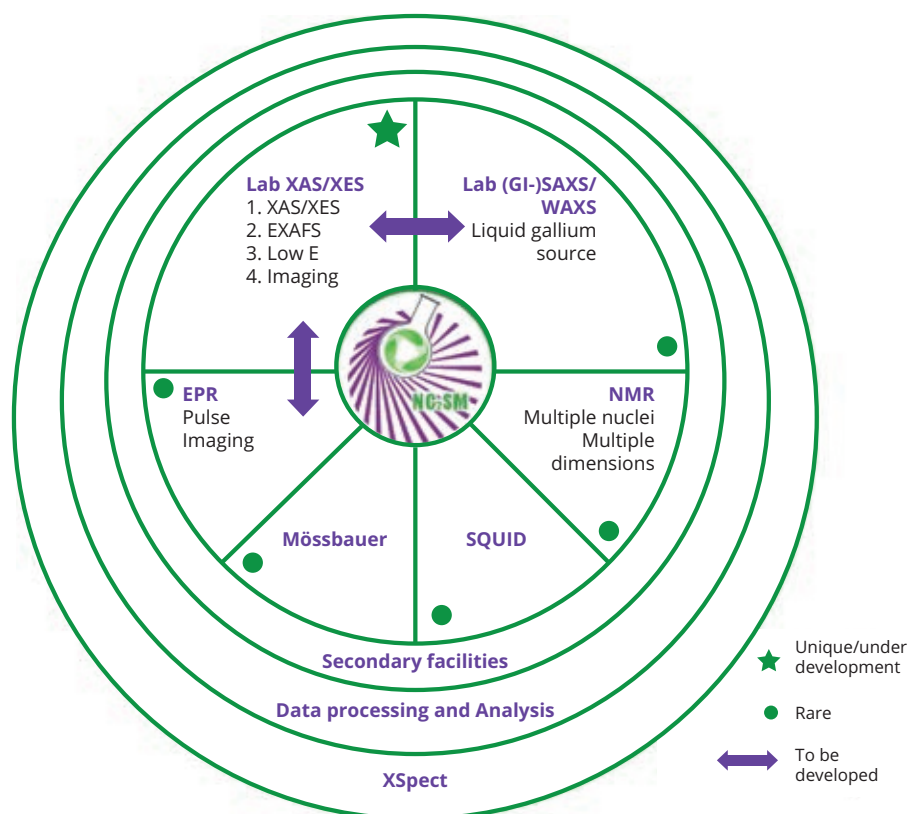 Lab XAS/XES
1. XAS/XES
2. EXAFS
3. Low E
4. Imaging
Lab (GI-)SAXS/
WAXS
Liquid gallium
source
NC₂SM
EPR
Pulse
Imaging
NMR
Multiple nuclei
Multiple
dimensions
Mössbauer
SQUID
Secondary facilities
Data processing and Analysis
XSpect
Unique/under
development
Rare
To be
developed